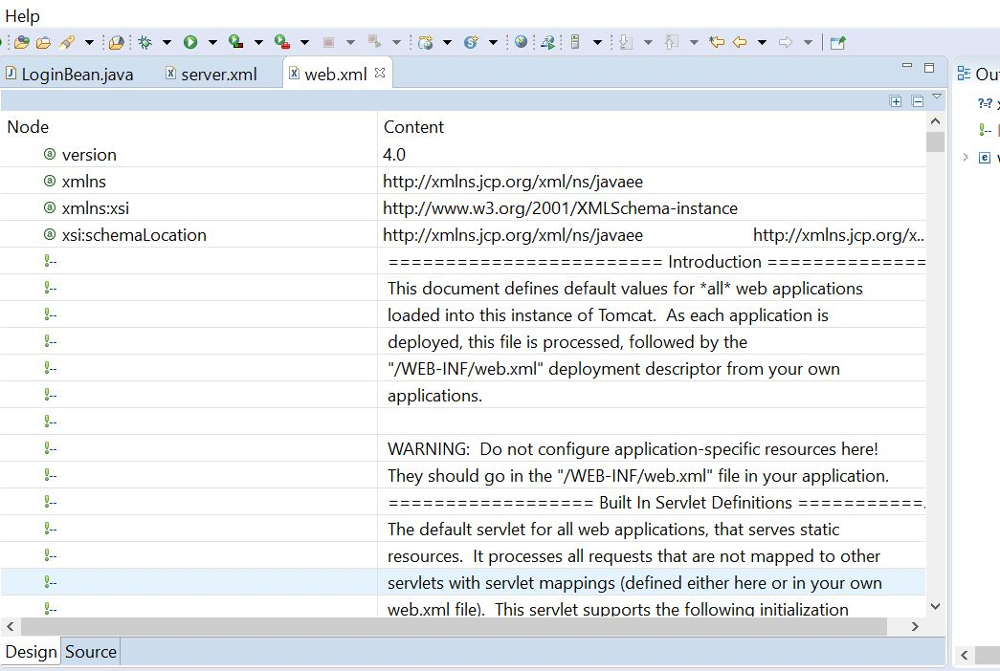 Help
LoginBean.java server.xml web.xml
Node Content
version 4.0
xmlns http://xmlns.jcp.org/xml/ns/javaee
xmlns:xsi http://www.w3.org/2001/XMLSchema-instance
xsi:schemaLocation http://xmlns.jcp.org/xml/ns/javaee http://xmlns.jcp.org/x...
======================== Introduction ==============
This document defines default values for *all* web applications
loaded into this instance of Tomcat.  As each application is
deployed, this file is processed, followed by the
"/WEB-INF/web.xml" deployment descriptor from your own
applications.
WARNING:  Do not configure application-specific resources here!
They should go in the "/WEB-INF/web.xml" file in your application.
================== Built In Servlet Definitions ===========
The default servlet for all web applications, that serves static
resources.  It processes all requests that are not mapped to other
servlets with servlet mappings (defined either here or in your own
web.xml file).  This servlet supports the following initialization
Design Source